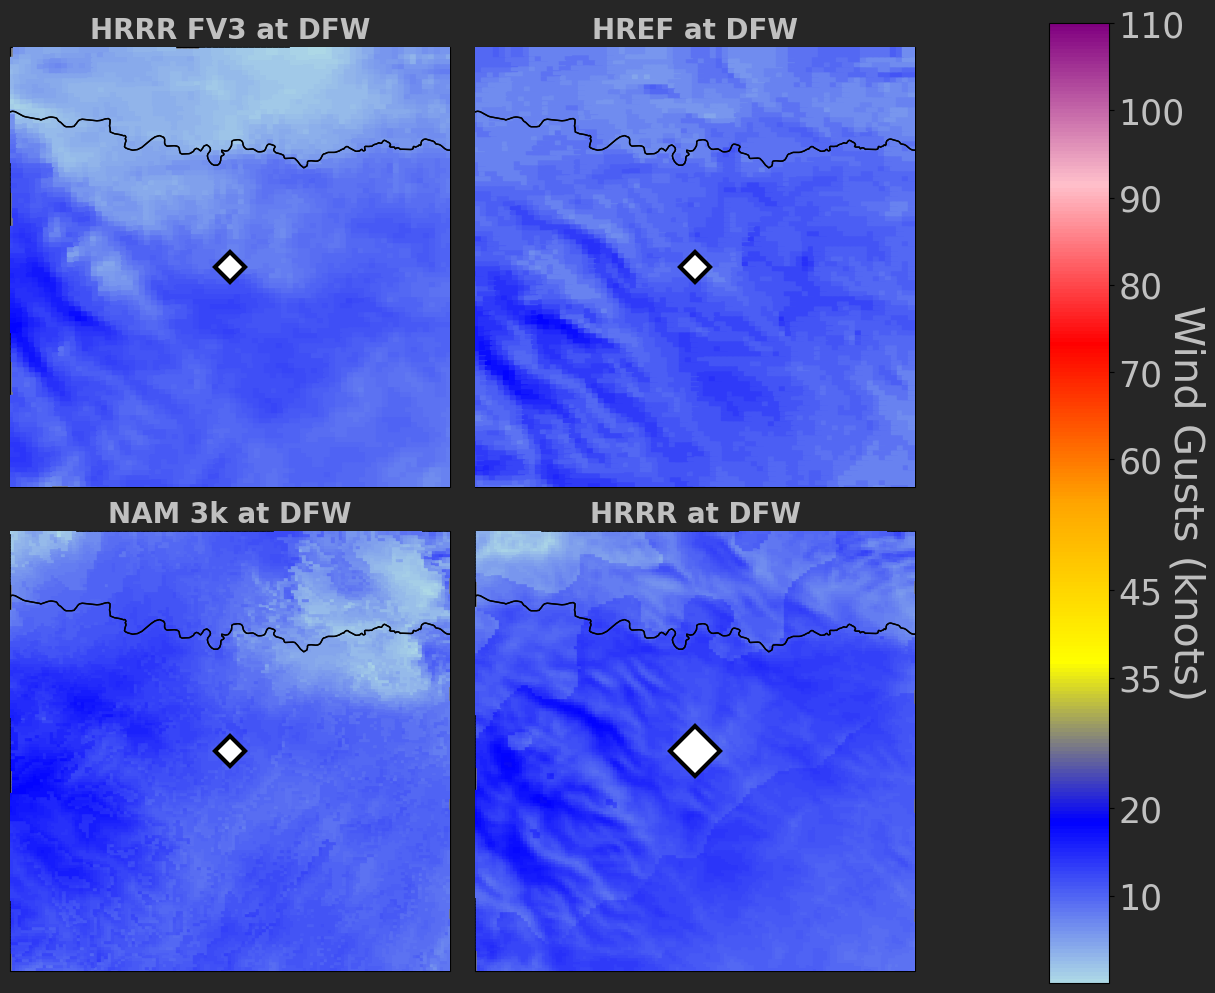 HRRR FV3 at DFW
HREF at DFW
NAM 3k at DFW
HRRR at DFW
110
100
90
80
70
60
45
35
20
10
Wind Gusts (knots)